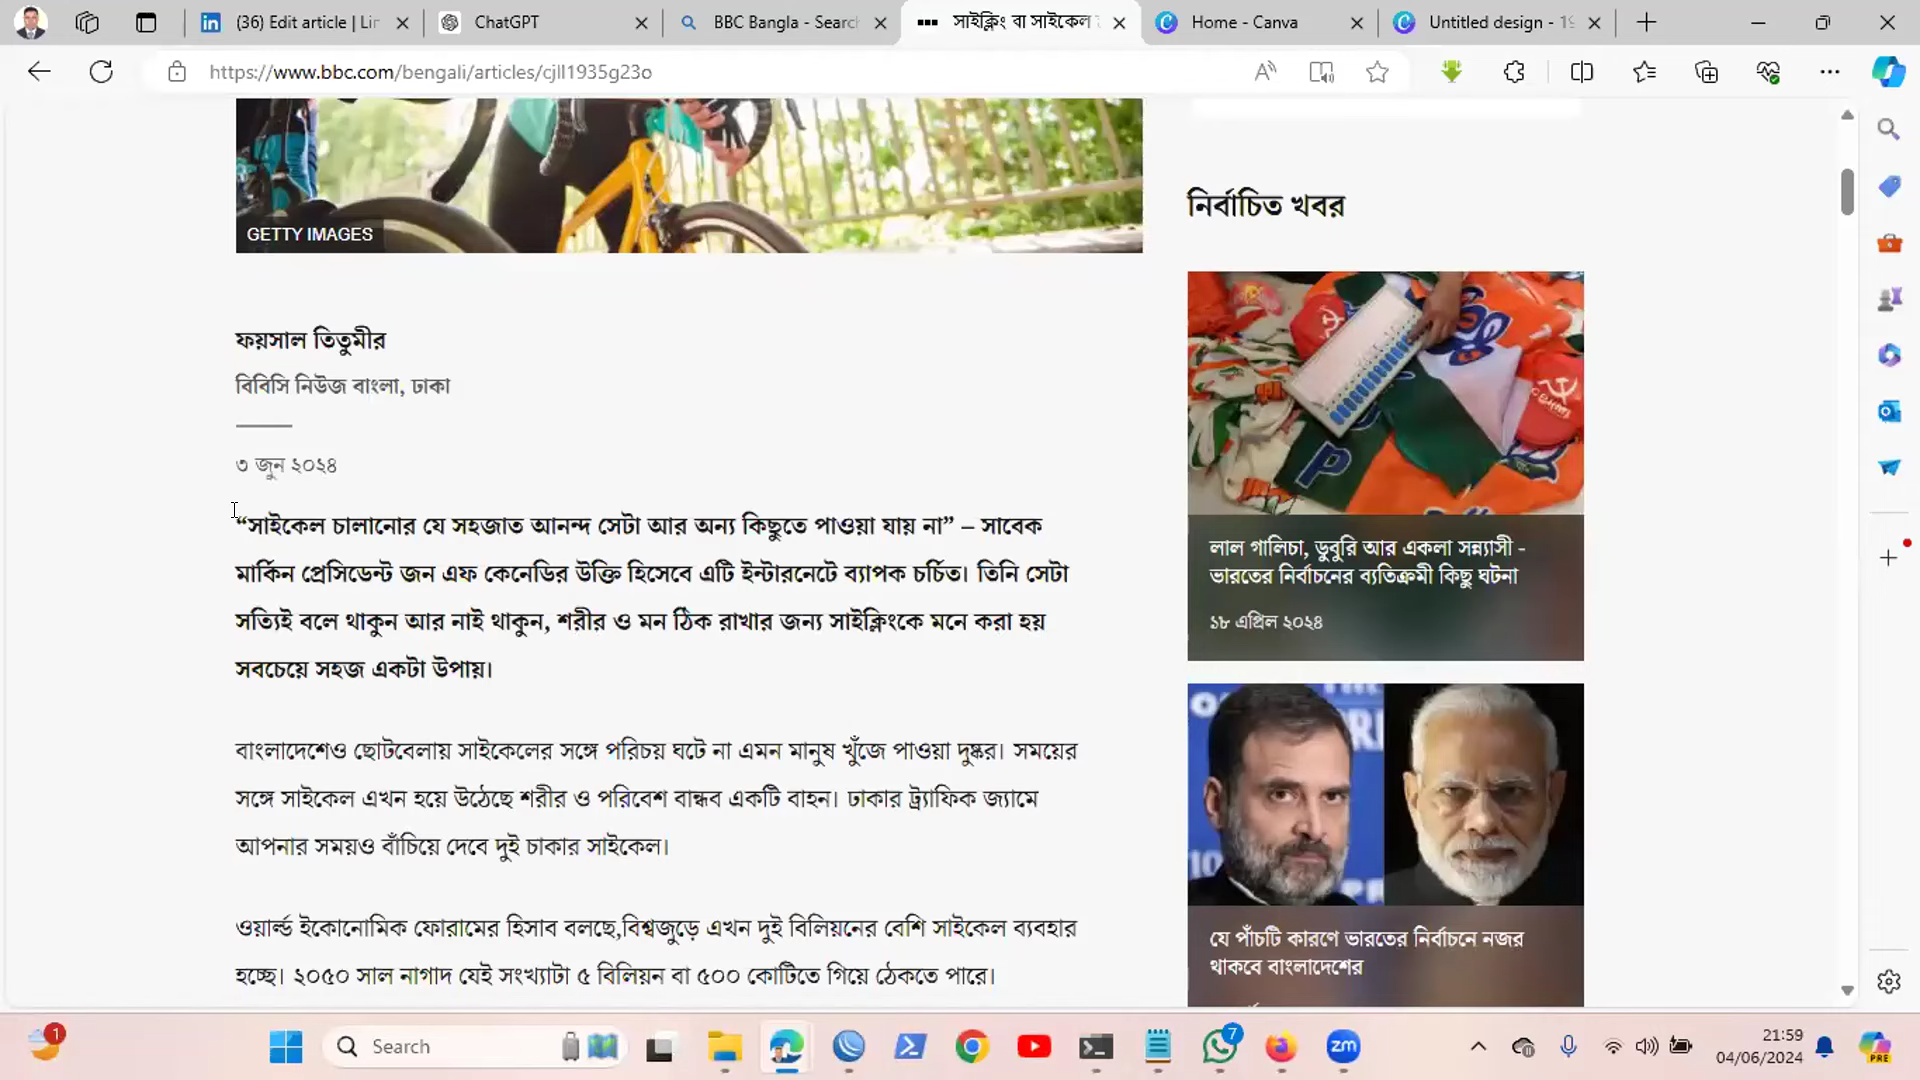 (36) Edit article | Lir
ChatGPT
BBC Bangla - Search
সাইক্লিং বা সাইকেল
Home - Canva
Untitled design - 19
https://www.bbc.com/bengali/articles/cjll1935g23o
GETTY IMAGES
ফয়সাল তিতুমীর
বিবিসি নিউজ বাংলা, ঢাকা
৩ জুন ২০২৪
“সাইকেল চালানোর যে সহজাত আনন্দ সেটা আর অন্য কিছুতে পাওয়া যায় না” – সাবেক
মার্কিন প্রেসিডেন্ট জন এফ কেনেডির উক্তি হিসেবে এটি ইন্টারনেটে ব্যাপক চর্চিত। তিনি সেটা
সত্যিই বলে থাকুন আর নাই থাকুন, শরীর ও মন ঠিক রাখার জন্য সাইক্লিংকে মনে করা হয়
সবচেয়ে সহজ একটা উপায়।
বাংলাদেশেও ছোটবেলায় সাইকেলের সঙ্গে পরিচয় ঘটে না এমন মানুষ খুঁজে পাওয়া দুষ্কর। সময়ের
সঙ্গে সাইকেল এখন হয়ে উঠেছে শরীর ও পরিবেশ বান্ধব একটি বাহন। ঢাকার ট্র্যাফিক জ্যামে
আপনার সময়ও বাঁচিয়ে দেবে দুই চাকার সাইকেল।
ওয়ার্ল্ড ইকোনোমিক ফোরামের হিসাব বলছে,বিশ্বজুড়ে এখন দুই বিলিয়নের বেশি সাইকেল ব্যবহার
হচ্ছে। ২০৫০ সাল নাগাদ যেই সংখ্যাটা ৫ বিলিয়ন বা ৫০০ কোটিতে গিয়ে ঠেকতে পারে।
নির্বাচিত খবর
P
লাল গালিচা, ডুবুরি আর একলা সন্ন্যাসী -
ভারতের নির্বাচনের ব্যতিক্রমী কিছু ঘটনা
১৮ এপ্রিল ২০২৪
যে পাঁচটি কারণে ভারতের নির্বাচনে নজর
থাকবে বাংলাদেশের
1
Search
7
zm
21:59
04/06/2024
PRE